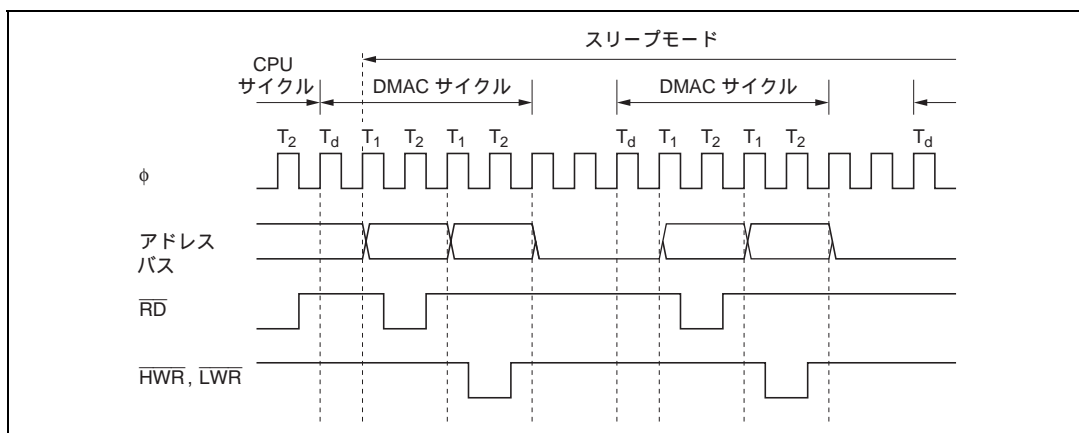 スリープモード
CPU
サイクル DMAC サイクル DMAC サイクル
T2 Td T1 T2 T1 T2 Td T1 T2 T1 T2 Td
φ
アドレス
バス
RD
HWR , LWR